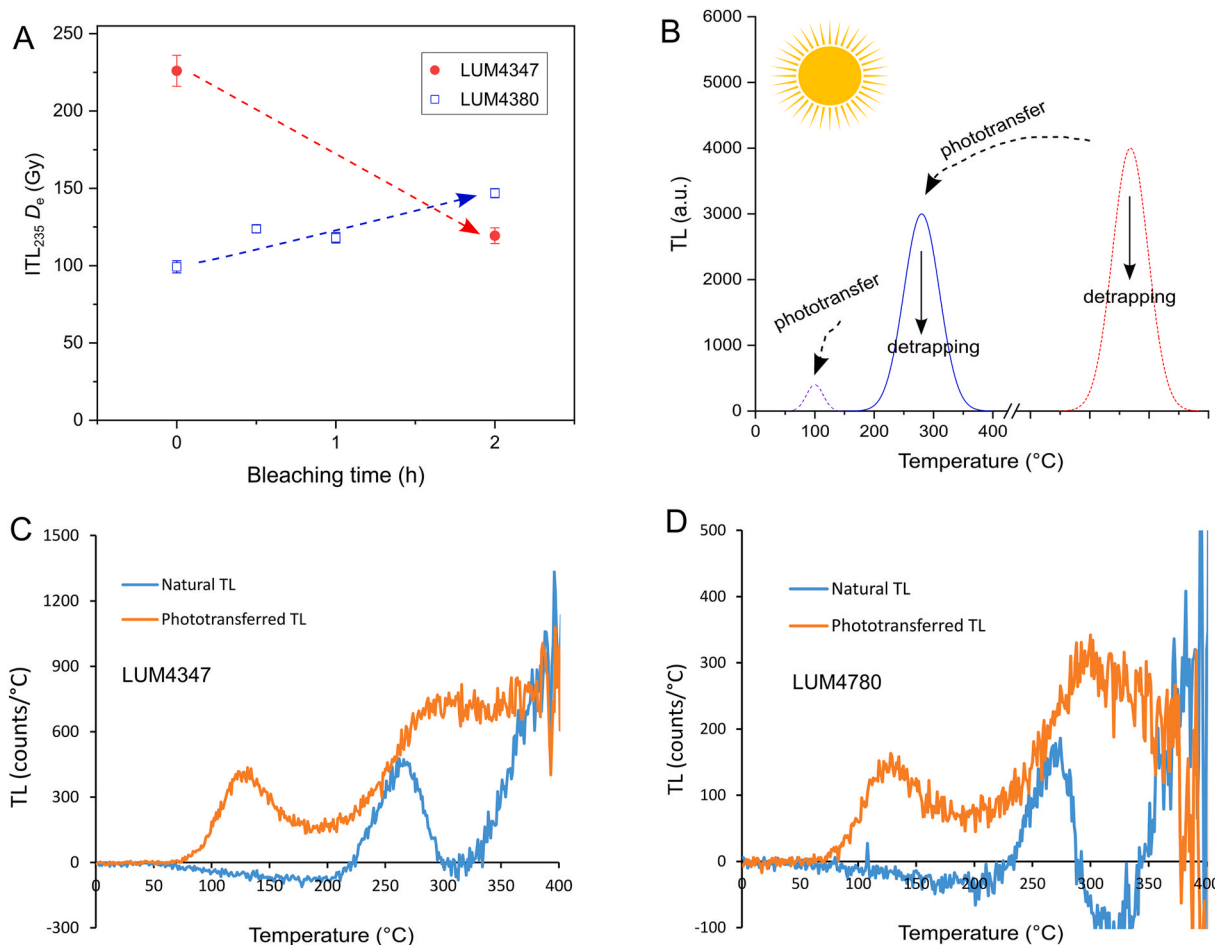 A
250
200
150
100
50
0
ITL235 De (Gy)
LUM4347
LUM4380
0
1
2
Bleaching time (h)
B
6000
5000
4000
3000
2000
1000
0
TL (a.u.)
phototransfer
phototransfer
detrapping
detrapping
0 100 200 300 400
Temperature (°C)
C
1500
1200
900
600
300
0
-300
TL (counts/°C)
Natural TL
Phototransferred TL
LUM4347
0 50 100 150 200 250 300 350 400
Temperature (°C)
D
500
400
300
200
100
0
-100
TL (counts/°C)
Natural TL
Phototransferred TL
LUM4780
0 50 100 150 200 250 300 350 400
Temperature (°C)